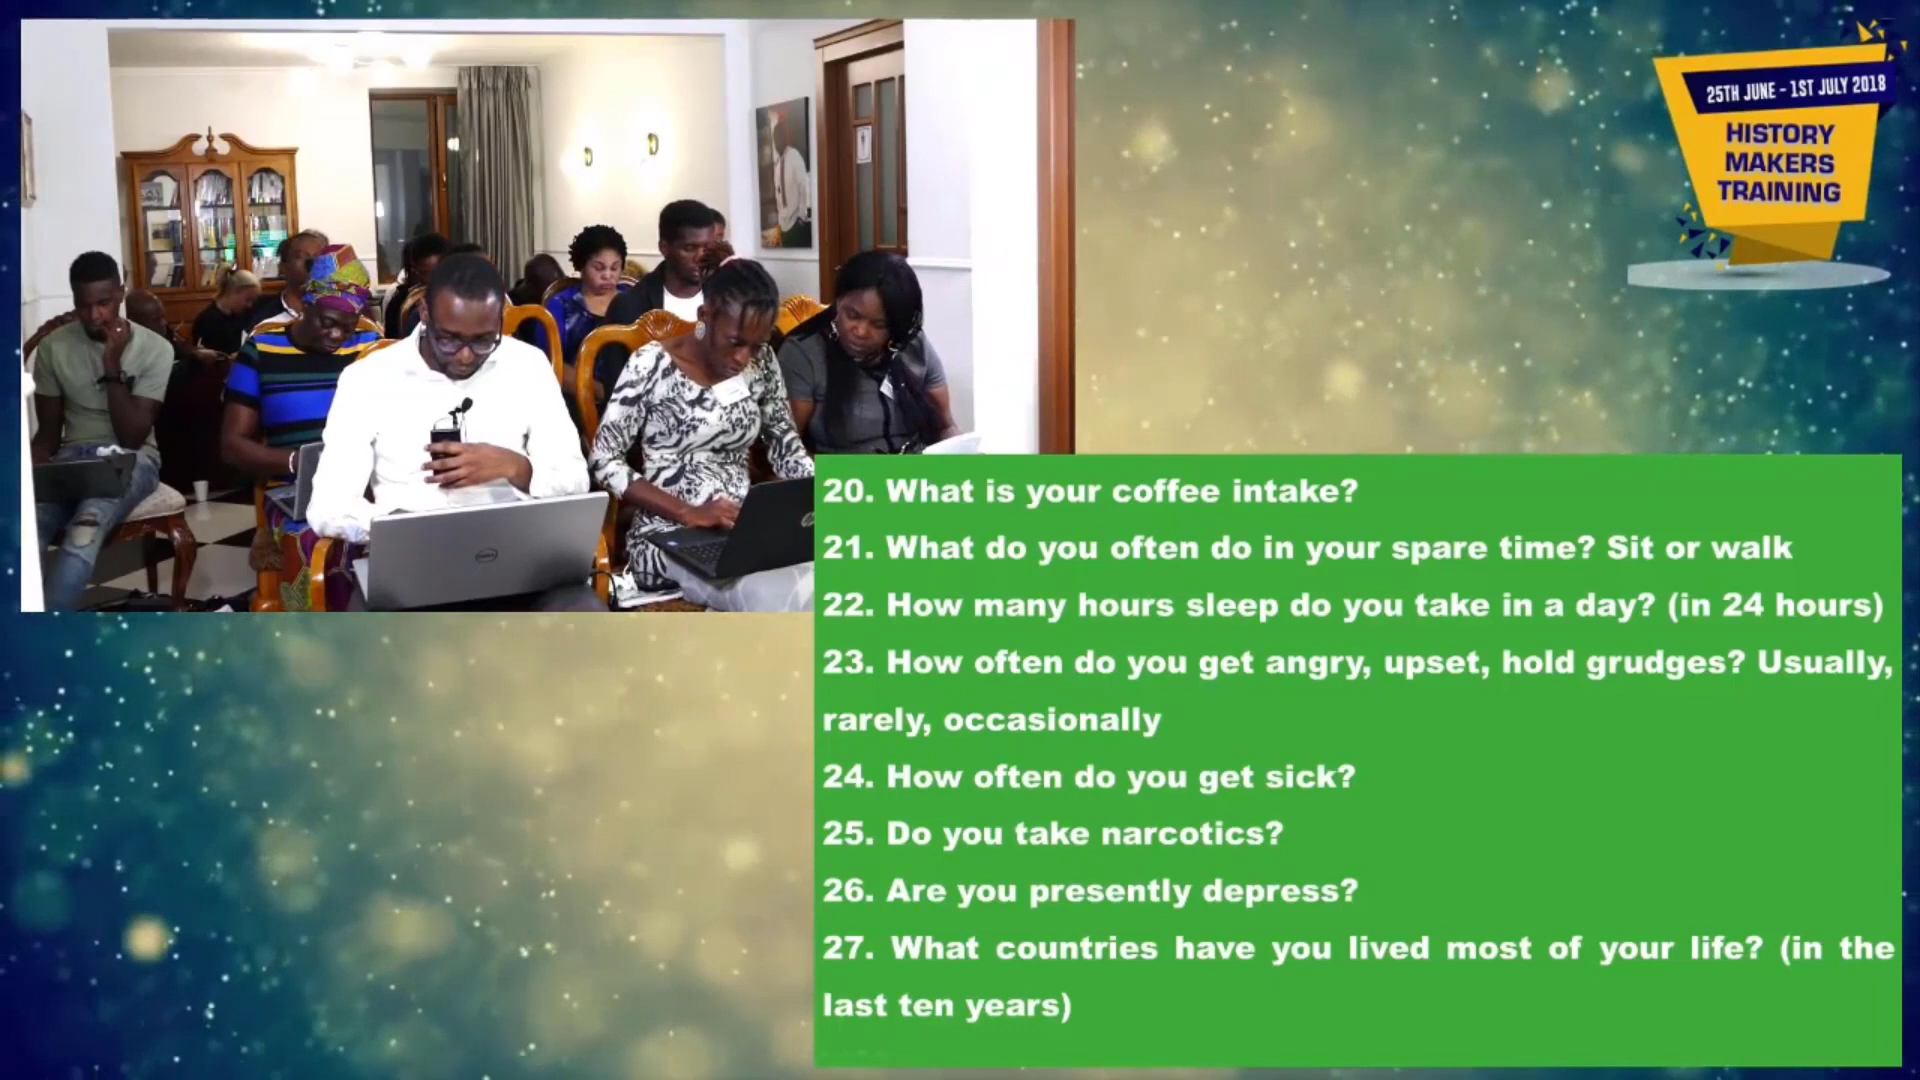 25TH JUNE - 1ST JULY 2018
HISTORY
MAKERS
TRAINING
20. What is your coffee intake?
21. What do you often do in your spare time? Sit or walk
22. How many hours sleep do you take in a day? (in 24 hours)
23. How often do you get angry, upset, hold grudges? Usually,
rarely, occasionally
24. How often do you get sick?
25. Do you take narcotics?
26. Are you presently depress?
27. What countries have you lived most of your life? (in the
last ten years)
DELL
hp